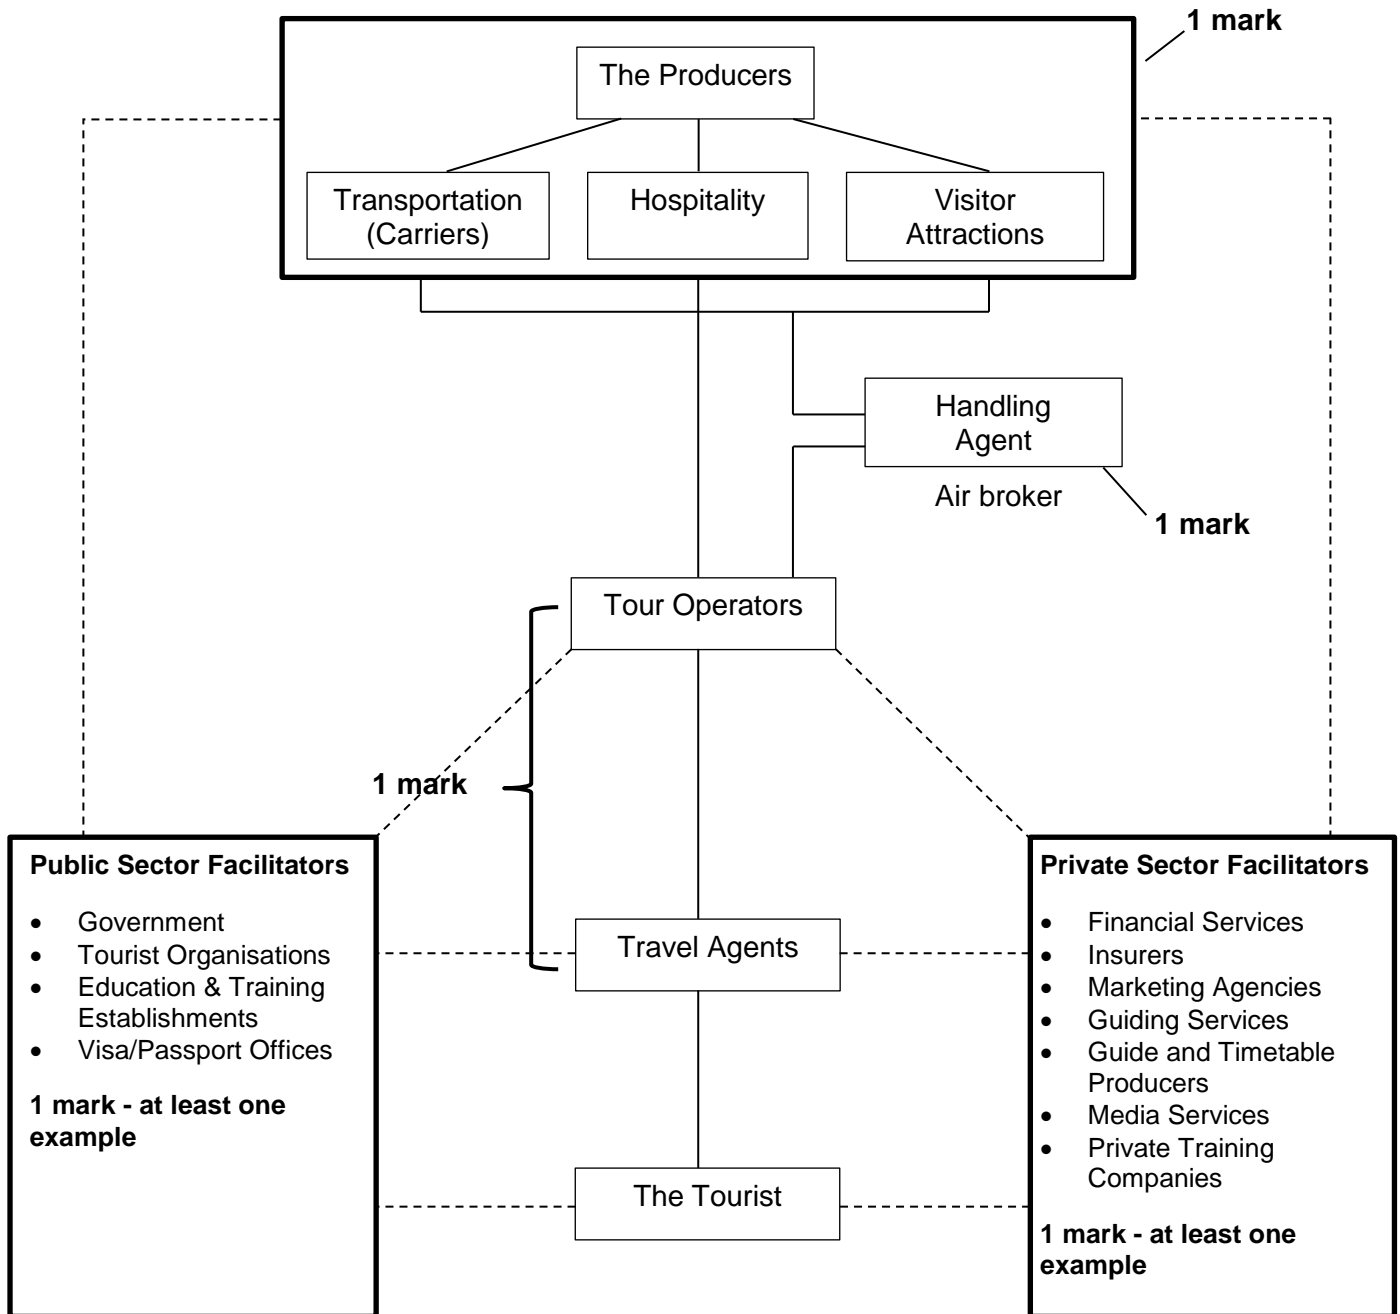 1 mark
The Producers
Transportation
(Carriers)
Hospitality
Visitor
Attractions
Handling
Agent
Air broker
1 mark
Tour Operators
1 mark
Public Sector Facilitators
• Government
• Tourist Organisations
• Education & Training
Establishments
• Visa/Passport Offices
1 mark - at least one
example
Travel Agents
The Tourist
Private Sector Facilitators
• Financial Services
• Insurers
• Marketing Agencies
• Guiding Services
• Guide and Timetable
Producers
• Media Services
• Private Training
Companies
1 mark - at least one
example